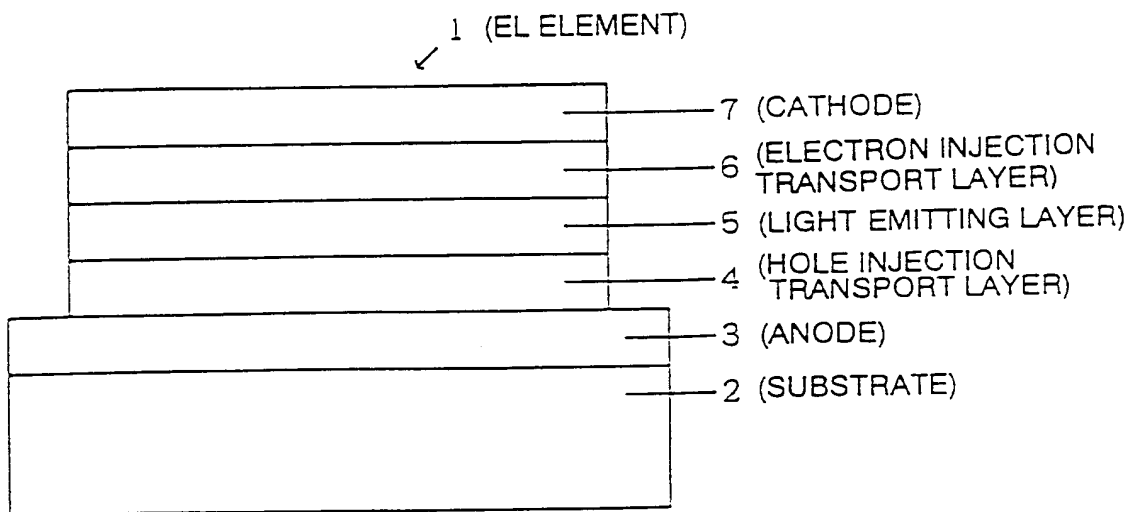 1 (EL ELEMENT)
7 (CATHODE)
6 (ELECTRON INJECTION
TRANSPORT LAYER)
5 (LIGHT EMITTING LAYER)
4 (HOLE INJECTION
TRANSPORT LAYER)
3 (ANODE)
2 (SUBSTRATE)